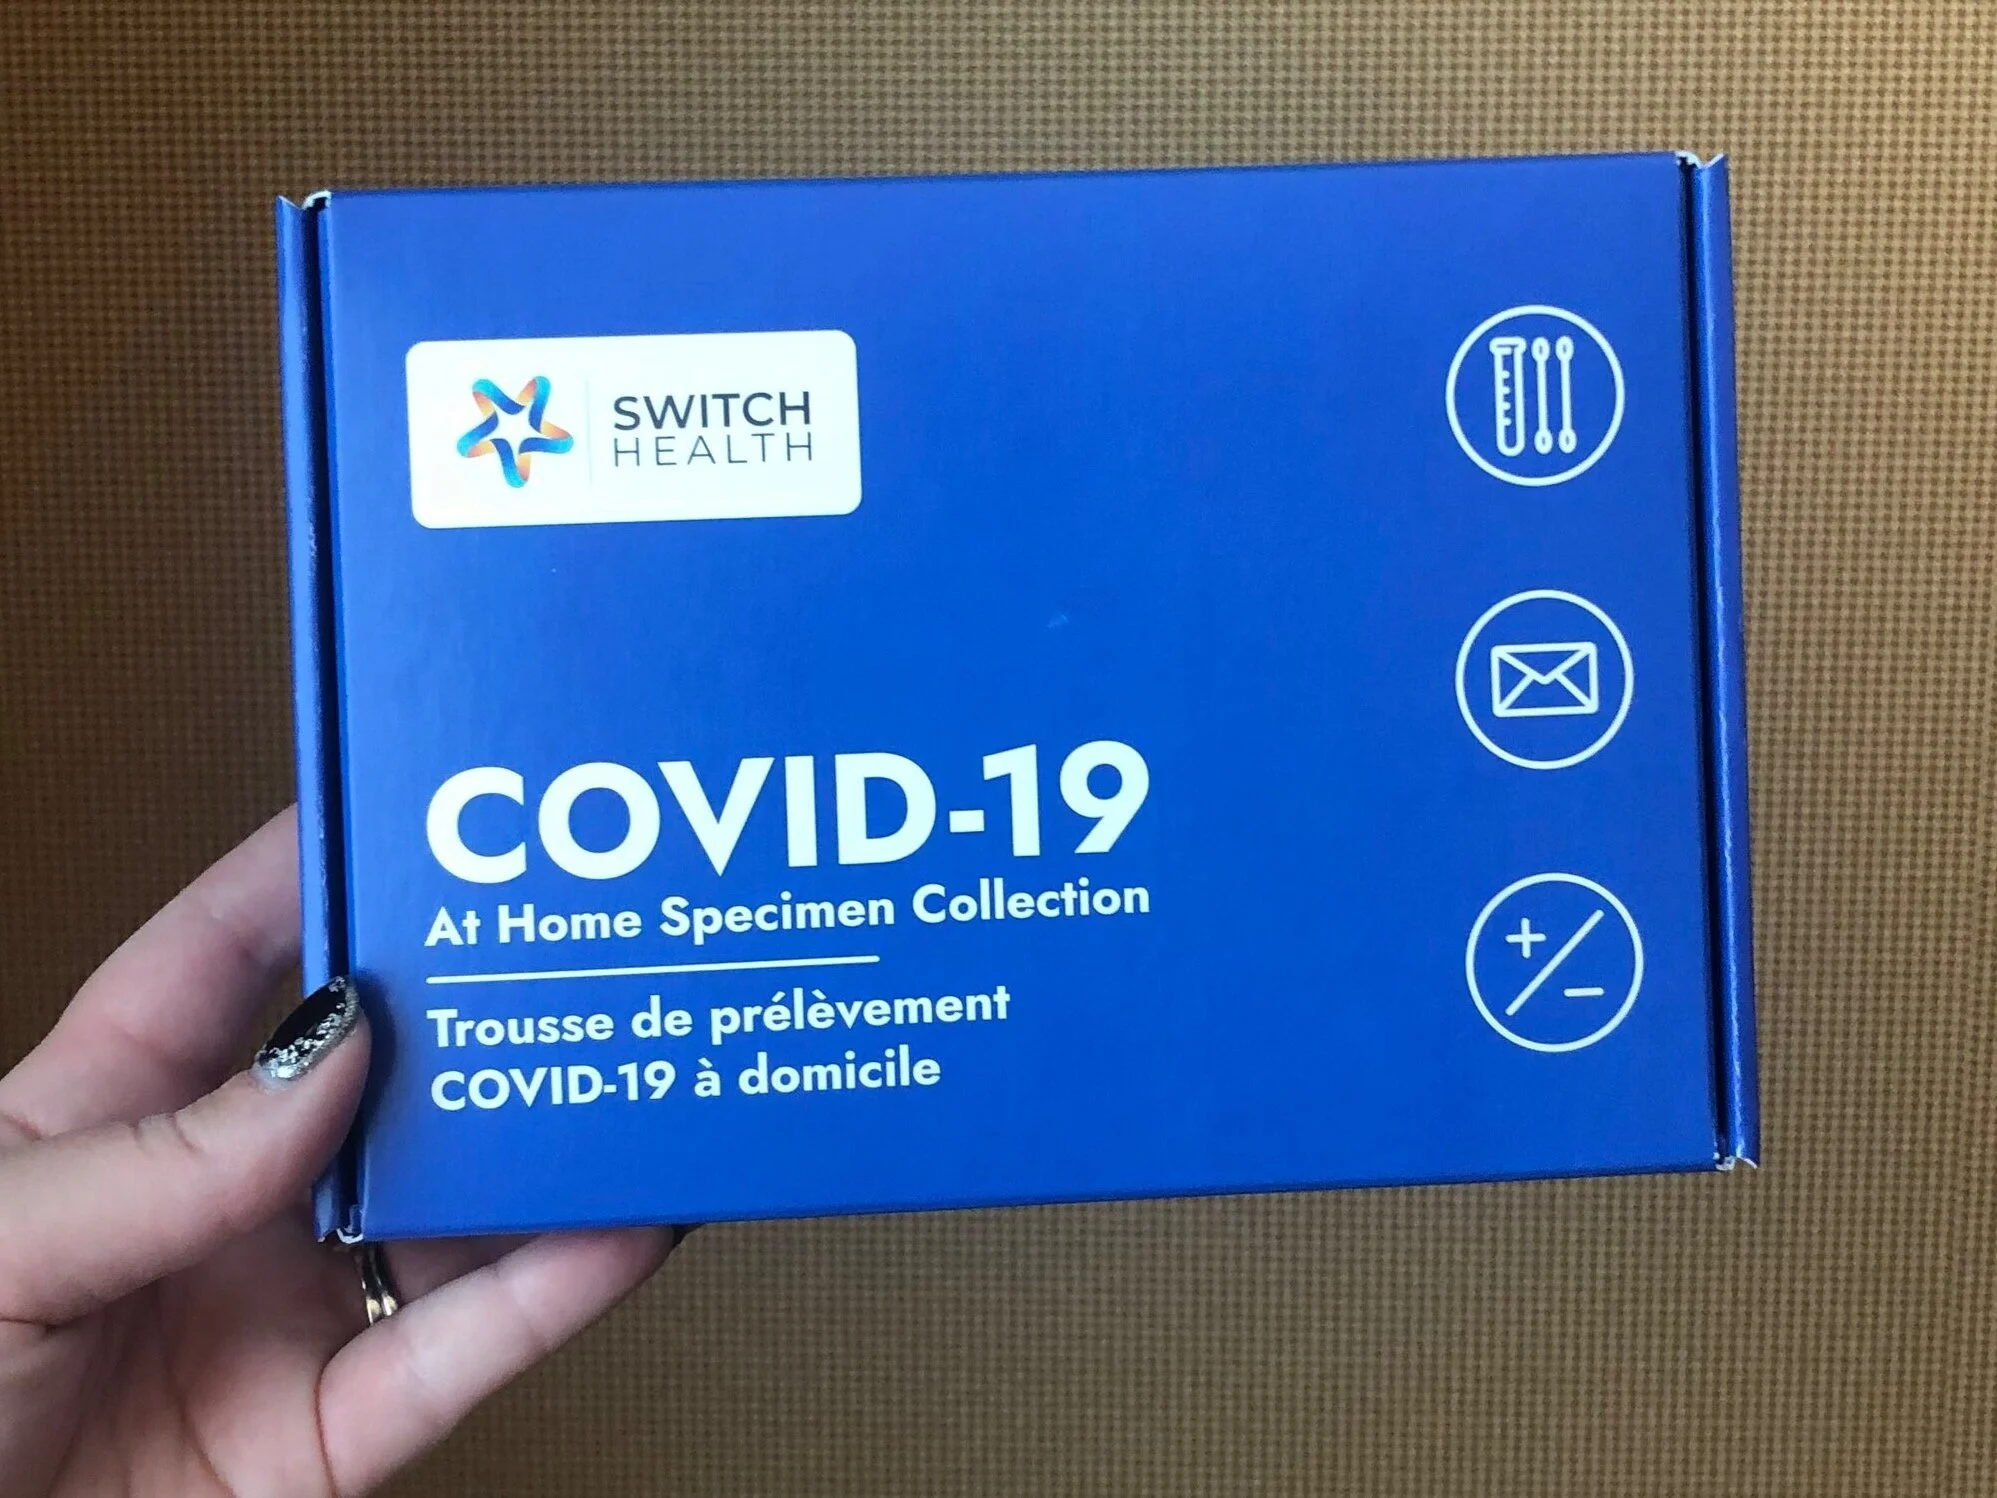 SWITCH
HEALTH
COVID-19
At Home Specimen Collection
Trousse de prélèvement
COVID-19 à domicile